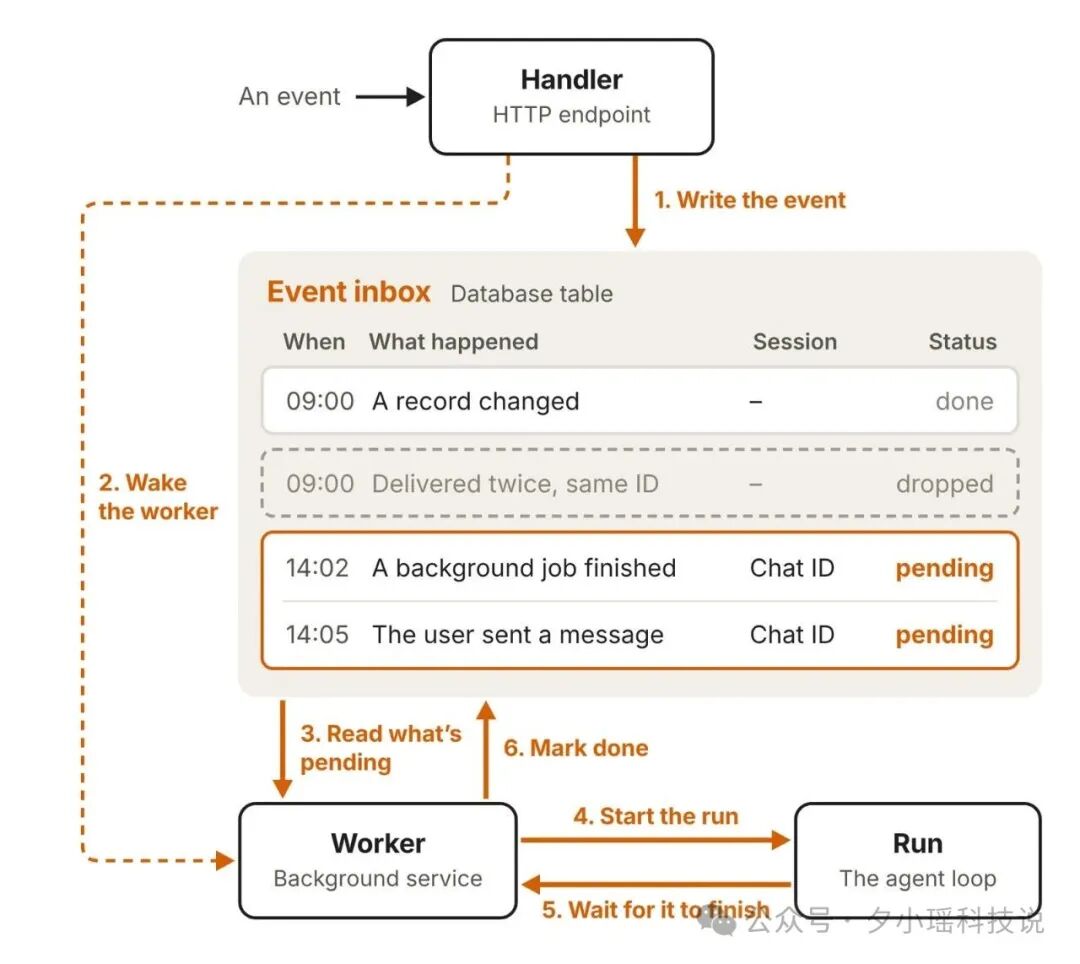 Handler
An event
HTTP endpoint
1. Write the event
Event inbox Database table
When What happened Session Status
09:00 A record changed – done
09:00 Delivered twice, same ID – dropped
14:02 A background job finished Chat ID pending
14:05 The user sent a message Chat ID pending
2. Wake
the worker
3. Read what’s
pending
6. Mark done
4. Start the run
Worker
Background service
Run
The agent loop
5. Wait for it to finish
公众号 · 夕小瑶科技说